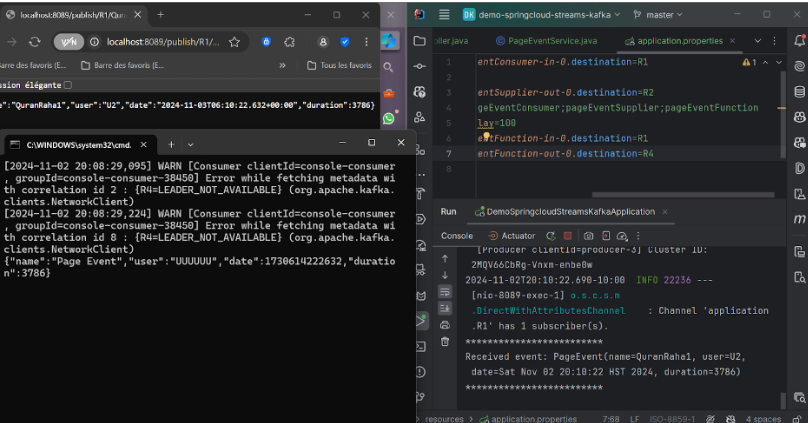 localhost:8089/publish/R1/Quran
localhost:8089/publish/R1/...
Barre des favoris (E...
Barre des favoris (E...
Tous les favoris
ssion élégante
e":"QuranRaha1","user":"U2","date":"2024-11-03T06:10:22.632+00:00","duration":3786}
C:\WINDOWS\system32\cmd.
[2024-11-02 20:08:29,095] WARN [Consumer clientId=console-consumer
, groupId=console-consumer-38450] Error while fetching metadata wi
th correlation id 2 : {R4=LEADER_NOT_AVAILABLE} (org.apache.kafka.
clients.NetworkClient)
[2024-11-02 20:08:29,224] WARN [Consumer clientId=console-consumer
, groupId=console-consumer-38450] Error while fetching metadata wi
th correlation id 8 : {R4=LEADER_NOT_AVAILABLE} (org.apache.kafka.
clients.NetworkClient)
{"name":"Page Event","user":"UUUUUU","date":1730614222632,"duratio
n":3786}
DK demo-springcloud-streams-kafka
master
oller.java
PageEventService.java
application.properties
1 entConsumer-in-0.destination=R1
1
2
3 entSupplier-out-0.destination=R2
4 geEventConsumer;pageEventSupplier;pageEventFunction
5 lay=100
6 entFunction-in-0.destination=R1
7 entFunction-out-0.destination=R4
8
Run
DemoSpringcloudStreamsKafkaApplication
Console
Actuator
[Producer clientId=producer-3] Cluster ID:
2MQV66CbRg-Vnxm-enbe0w
2024-11-02T20:10:22.690-10:00 INFO 22236 ---
[nio-8089-exec-1] o.s.c.s.m
.DirectWithAttributesChannel : Channel 'application
.R1' has 1 subscriber(s).
*************************
Received event: PageEvent(name=QuranRaha1, user=U2,
date=Sat Nov 02 20:10:22 HST 2024, duration=3786)
*************************
resources
application.properties
7:68
LF
ISO-8859-1
4 spaces